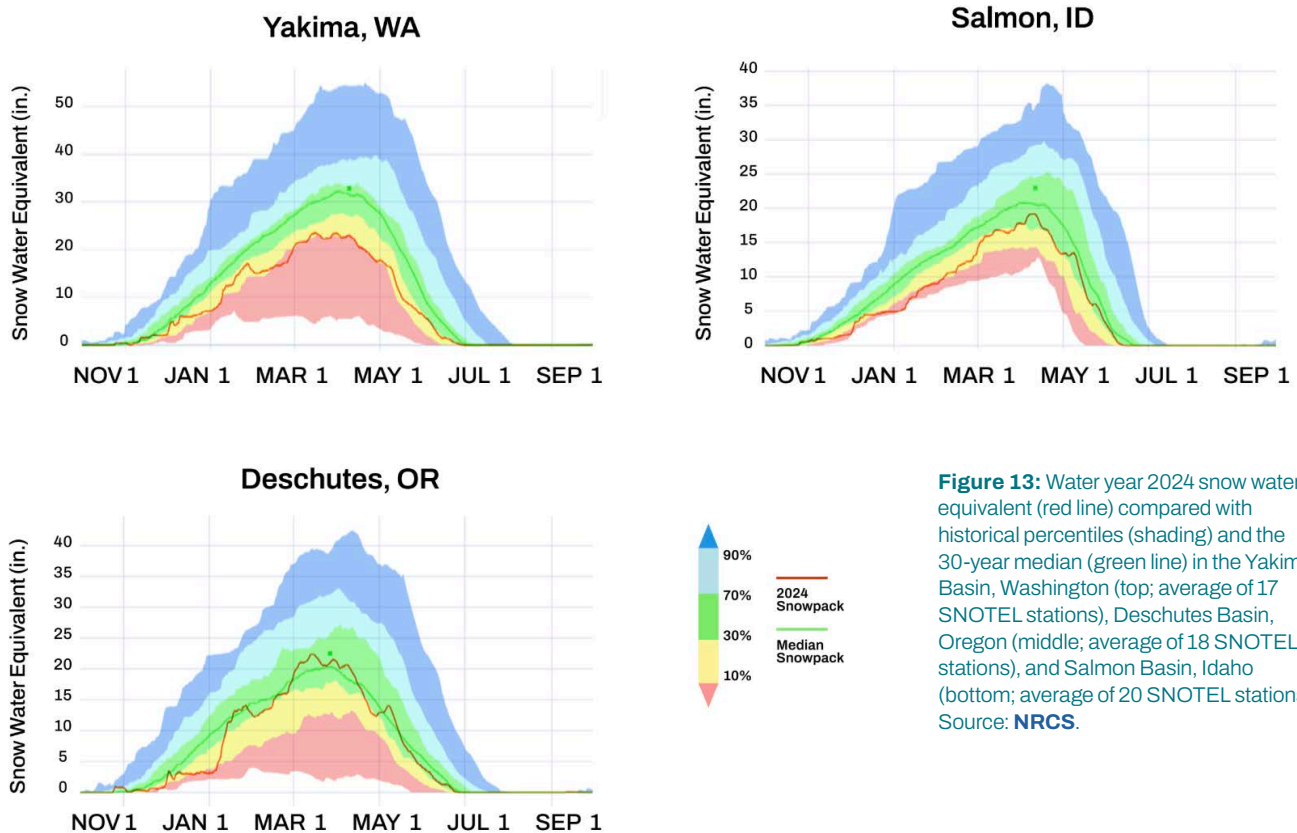 Yakima, WA
Snow Water Equivalent (in.)
50
40
30
20
10
0
NOV 1 JAN 1 MAR 1 MAY 1 JUL 1 SEP 1
Salmon, ID
Snow Water Equivalent (in.)
40
35
30
25
20
15
10
5
0
NOV 1 JAN 1 MAR 1 MAY 1 JUL 1 SEP 1
Deschutes, OR
Snow Water Equivalent (in.)
40
35
30
25
20
15
10
5
0
NOV 1 JAN 1 MAR 1 MAY 1 JUL 1 SEP 1
90%
70%
30%
10%
2024
Snowpack
Median
Snowpack
Figure 13: Water year 2024 snow water
equivalent (red line) compared with
historical percentiles (shading) and the
30-year median (green line) in the Yakim
Basin, Washington (top; average of 17
SNOTEL stations), Deschutes Basin,
Oregon (middle; average of 18 SNOTEL
stations), and Salmon Basin, Idaho
(bottom; average of 20 SNOTEL station
Source: NRCS.